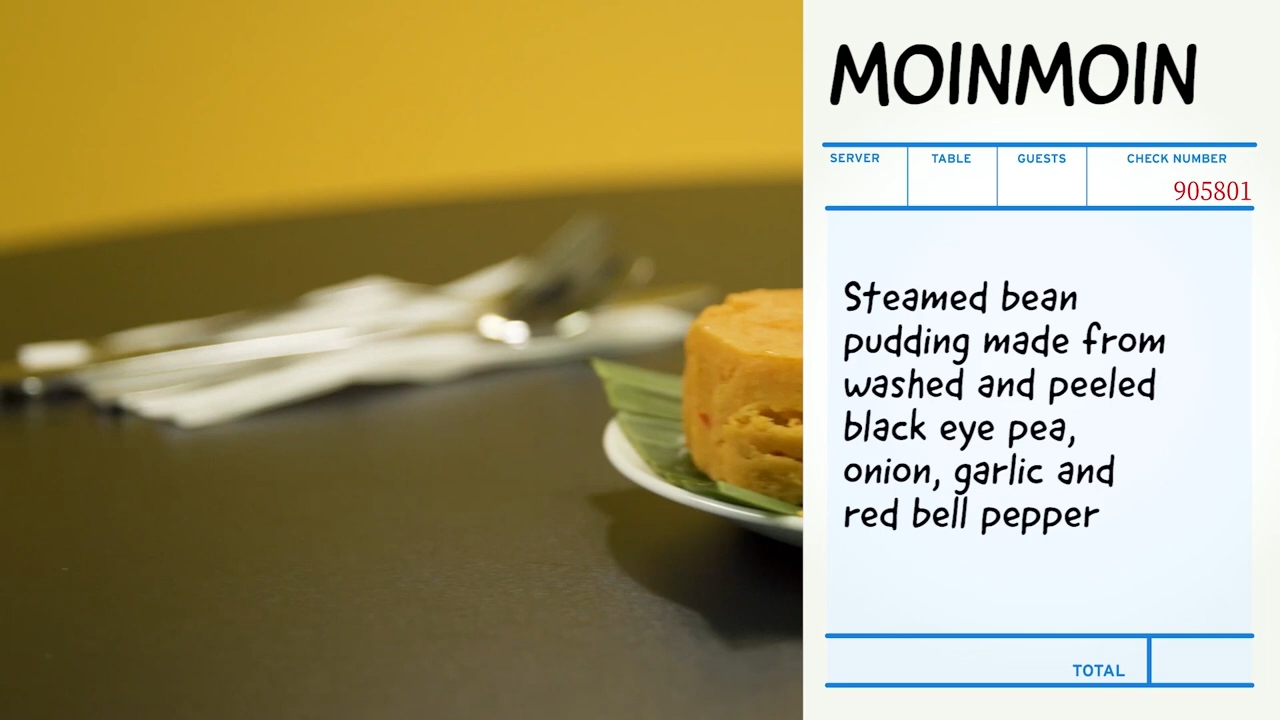 MOINMOIN
SERVER TABLE GUESTS CHECK NUMBER
905801
Steamed bean
pudding made from
washed and peeled
black eye pea,
onion, garlic and
red bell pepper
TOTAL